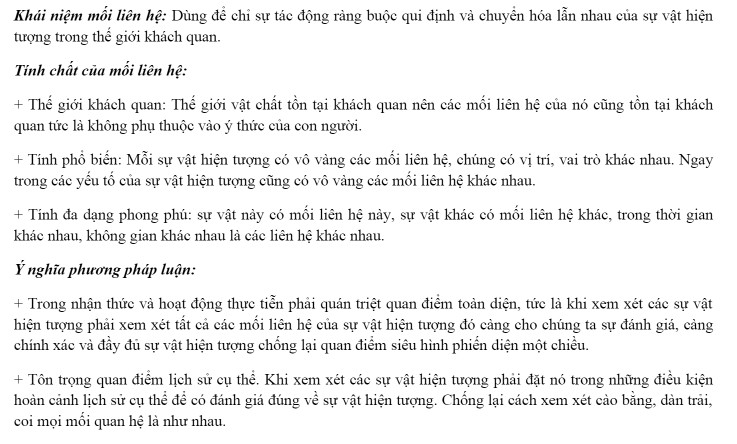 Khái niệm mối liên hệ: Dùng để chỉ sự tác động ràng buộc qui định và chuyển hóa lẫn nhau của sự vật hiện
tượng trong thế giới khách quan.
Tính chất của mối liên hệ:
+ Thế giới khách quan: Thế giới vật chất tồn tại khách quan nên các mối liên hệ của nó cũng tồn tại khách
quan tức là không phụ thuộc vào ý thức của con người.
+ Tính phổ biến: Mỗi sự vật hiện tượng có vô vàng các mối liên hệ, chúng có vị trí, vai trò khác nhau. Ngay
trong các yếu tố của sự vật hiện tượng cũng có vô vàng các mối liên hệ khác nhau.
+ Tính đa dạng phong phú: sự vật này có mối liên hệ này, sự vật khác có mối liên hệ khác, trong thời gian
khác nhau, không gian khác nhau là các liên hệ khác nhau.
Ý nghĩa phương pháp luận:
+ Trong nhận thức và hoạt động thực tiễn phải quán triệt quan điểm toàn diện, tức là khi xem xét các sự vật
hiện tượng phải xem xét tất cả các mối liên hệ của sự vật hiện tượng đó càng cho chúng ta sự đánh giá, càng
chính xác và đầy đủ sự vật hiện tượng chống lại quan điểm siêu hình phiến diện một chiều.
+ Tôn trọng quan điểm lịch sử cụ thể. Khi xem xét các sự vật hiện tượng phải đặt nó trong những điều kiện
hoàn cảnh lịch sử cụ thể để có đánh giá đúng về sự vật hiện tượng. Chống lại cách xem xét cào bằng, dàn trải,
coi mọi mối quan hệ là như nhau.